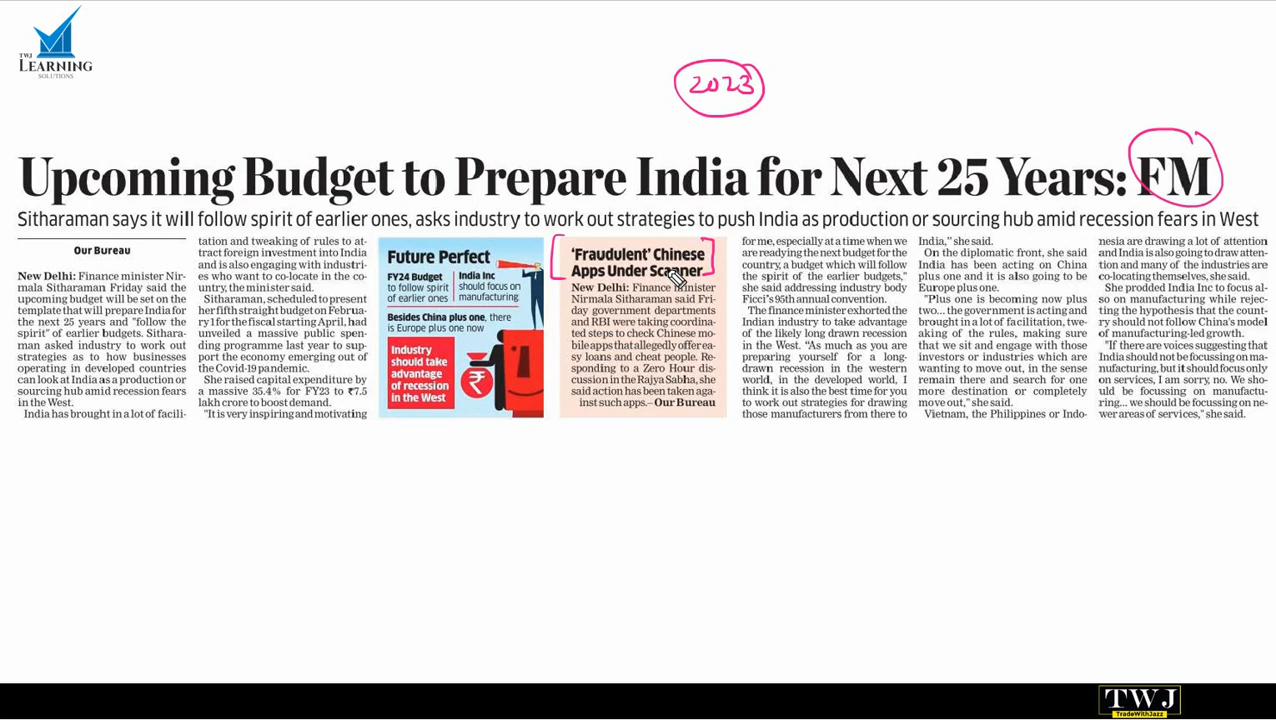 TWJ
LEARNING
SOLUTIONS
2023
Upcoming Budget to Prepare India for Next 25 Years: FM
Sitharaman says it will follow spirit of earlier ones, asks industry to work out strategies to push India as production or sourcing hub amid recession fears in West
Our Bureau
New Delhi: Finance minister Nir-
mala Sitharaman Friday said the
upcoming budget will be set on the
template that will prepare India for
the next 25 years and "follow the
spirit" of earlier budgets. Sithara-
man asked industry to work out
strategies as to how businesses
operating in developed countries
can look at India as a production or
sourcing hub amid recession fears
in the West.
India has brought in a lot of facili-
tation and tweaking of rules to at-
tract foreign investment into India
and is also engaging with industri-
es who want to co-locate in the co-
untry, the minister said.
Sitharaman, scheduled to present
her fifth straight budget on Februa-
ry 1 for the fiscal starting April, had
unveiled a massive public spen-
ding programme last year to sup-
port the economy emerging out of
the Covid-19 pandemic.
She raised capital expenditure by
a massive 35.4% for FY23 to ₹7.5
lakh crore to boost demand.
"It is very inspiring and motivating
Future Perfect
FY24 Budget
to follow spirit
of earlier ones
India Inc
should focus on
manufacturing
Besides China plus one, there
is Europe plus one now
Industry
should take
advantage
of recession
in the West
₹
'Fraudulent' Chinese
Apps Under Scanner
New Delhi: Finance Minister
Nirmala Sitharaman said Fri-
day government departments
and RBI were taking coordina-
ted steps to check Chinese mo-
bile apps that allegedly offer ea-
sy loans and cheat people. Re-
sponding to a Zero Hour dis-
cussion in the Rajya Sabha, she
said action has been taken aga-
inst such apps.– Our Bureau
for me, especially at a time when we
are readying the next budget for the
country, a budget which will follow
the spirit of the earlier budgets,"
she said addressing industry body
Ficci's 95th annual convention.
The finance minister exhorted the
Indian industry to take advantage
of the likely long drawn recession
in the West. "As much as you are
preparing yourself for a long-
drawn recession in the western
world, in the developed world, I
think it is also the best time for you
to work out strategies for drawing
those manufacturers from there to
India," she said.
On the diplomatic front, she said
India has been acting on China
plus one and it is also going to be
Europe plus one.
"Plus one is becoming now plus
two... the government is acting and
brought in a lot of facilitation, twe-
aking of the rules, making sure
that we sit and engage with those
investors or industries which are
wanting to move out, in the sense
remain there and search for one
more destination or completely
move out," she said.
Vietnam, the Philippines or Indo-
nesia are drawing a lot of attention
and India is also going to draw atten-
tion and many of the industries are
co-locating themselves, she said.
She prodded India Inc to focus al-
so on manufacturing while rejec-
ting the hypothesis that the count-
ry should not follow China's model
of manufacturing-led growth.
"If there are voices suggesting that
India should not be focussing on ma-
nufacturing, but it should focus only
on services, I am sorry, no. We sho-
uld be focussing on manufactu-
ring... we should be focussing on ne-
wer areas of services," she said.
TWJ
TradeWithJazz